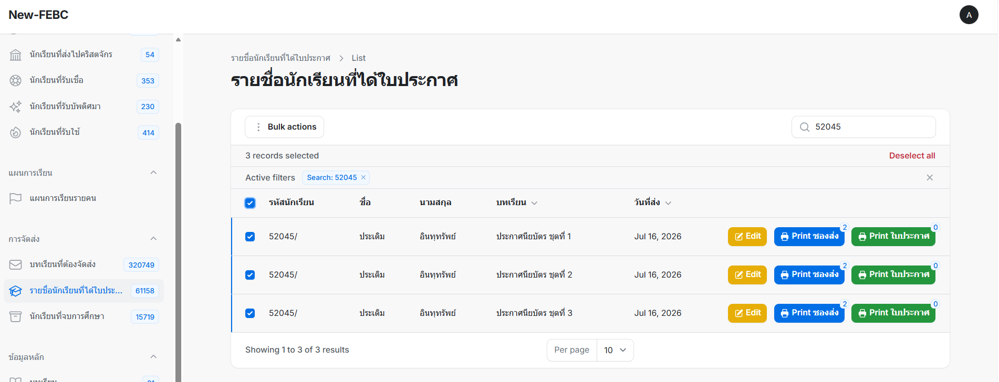 New-FEBC
A
นักเรียนที่ส่งไปคริสตจักร 54
นักเรียนที่รับเชื่อ 353
นักเรียนที่รับบัพติศมา 230
นักเรียนที่รับใช้ 414
แผนการเรียน
แผนการเรียนรายคน
การจัดส่ง
บทเรียนที่ต้องจัดส่ง 320749
รายชื่อนักเรียนที่ได้ใบประ... 61158
นักเรียนที่จบการศึกษา 15719
ข้อมูลหลัก
รายชื่อนักเรียนที่ได้ใบประกาศ > List
รายชื่อนักเรียนที่ได้ใบประกาศ
Bulk actions 52045
3 records selected Deselect all
Active filters Search: 52045 ×
รหัสนักเรียน ชื่อ นามสกุล บทเรียน วันที่ส่ง
52045/ ประเดิม อินทุทรัพย์ ประกาศนียบัตร ชุดที่ 1 Jul 16, 2026 Edit Print ซองส่ง 2 Print ใบประกาศ 0
52045/ ประเดิม อินทุทรัพย์ ประกาศนียบัตร ชุดที่ 2 Jul 16, 2026 Edit Print ซองส่ง 2 Print ใบประกาศ 0
52045/ ประเดิม อินทุทรัพย์ ประกาศนียบัตร ชุดที่ 3 Jul 16, 2026 Edit Print ซองส่ง 2 Print ใบประกาศ 0
Showing 1 to 3 of 3 results Per page 10